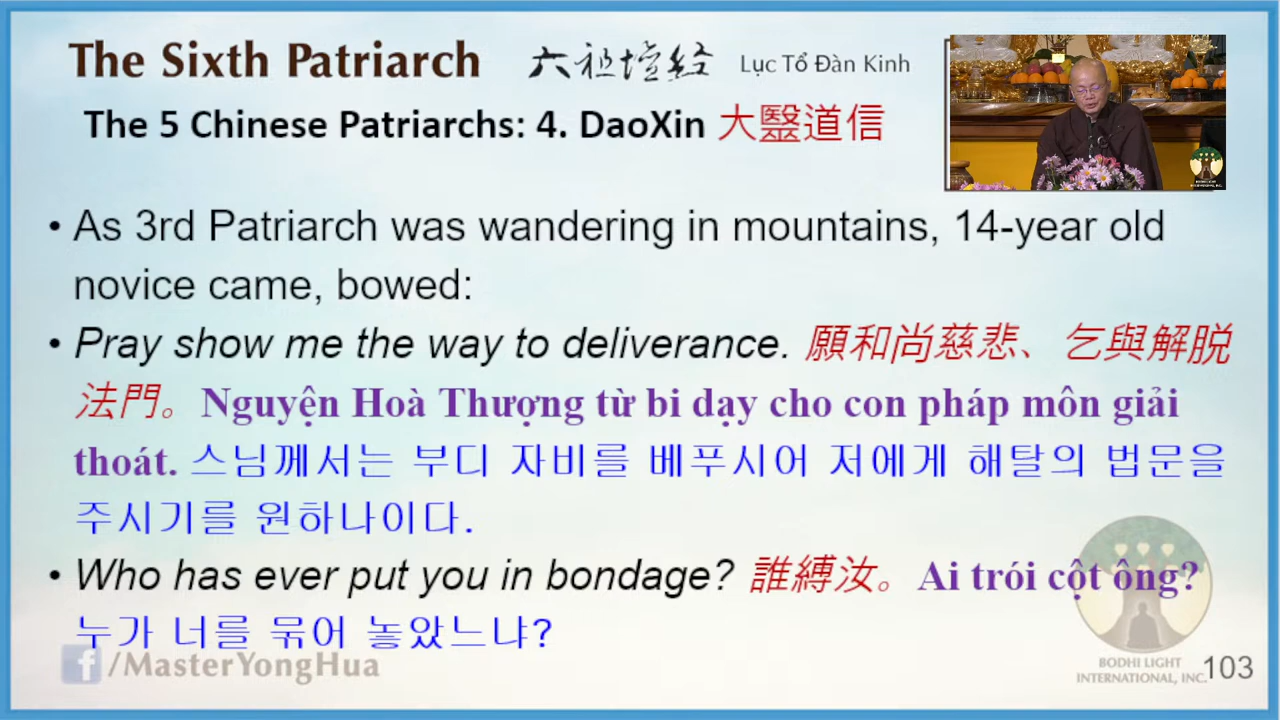 The Sixth Patriarch 六祖壇经 Lục Tổ Đàn Kinh
The 5 Chinese Patriarchs: 4. DaoXin 大毉道信
• As 3rd Patriarch was wandering in mountains, 14-year old
novice came, bowed:
• Pray show me the way to deliverance. 願和尚慈悲、乞與解脱
法門。Nguyện Hoà Thượng từ bi dạy cho con pháp môn giải
thoát. 스님께서는 부디 자비를 베푸시어 저에게 해탈의 법문을
주시기를 원하나이다.
• Who has ever put you in bondage? 誰縛汝。 Ai trói cột ông?
누가 너를 묶어 놓았느냐?
f/MasterYongHua
BODHI LIGHT
INTERNATIONAL, INC.
103
BODHI LIGHT
INTERNATIONAL, INC.